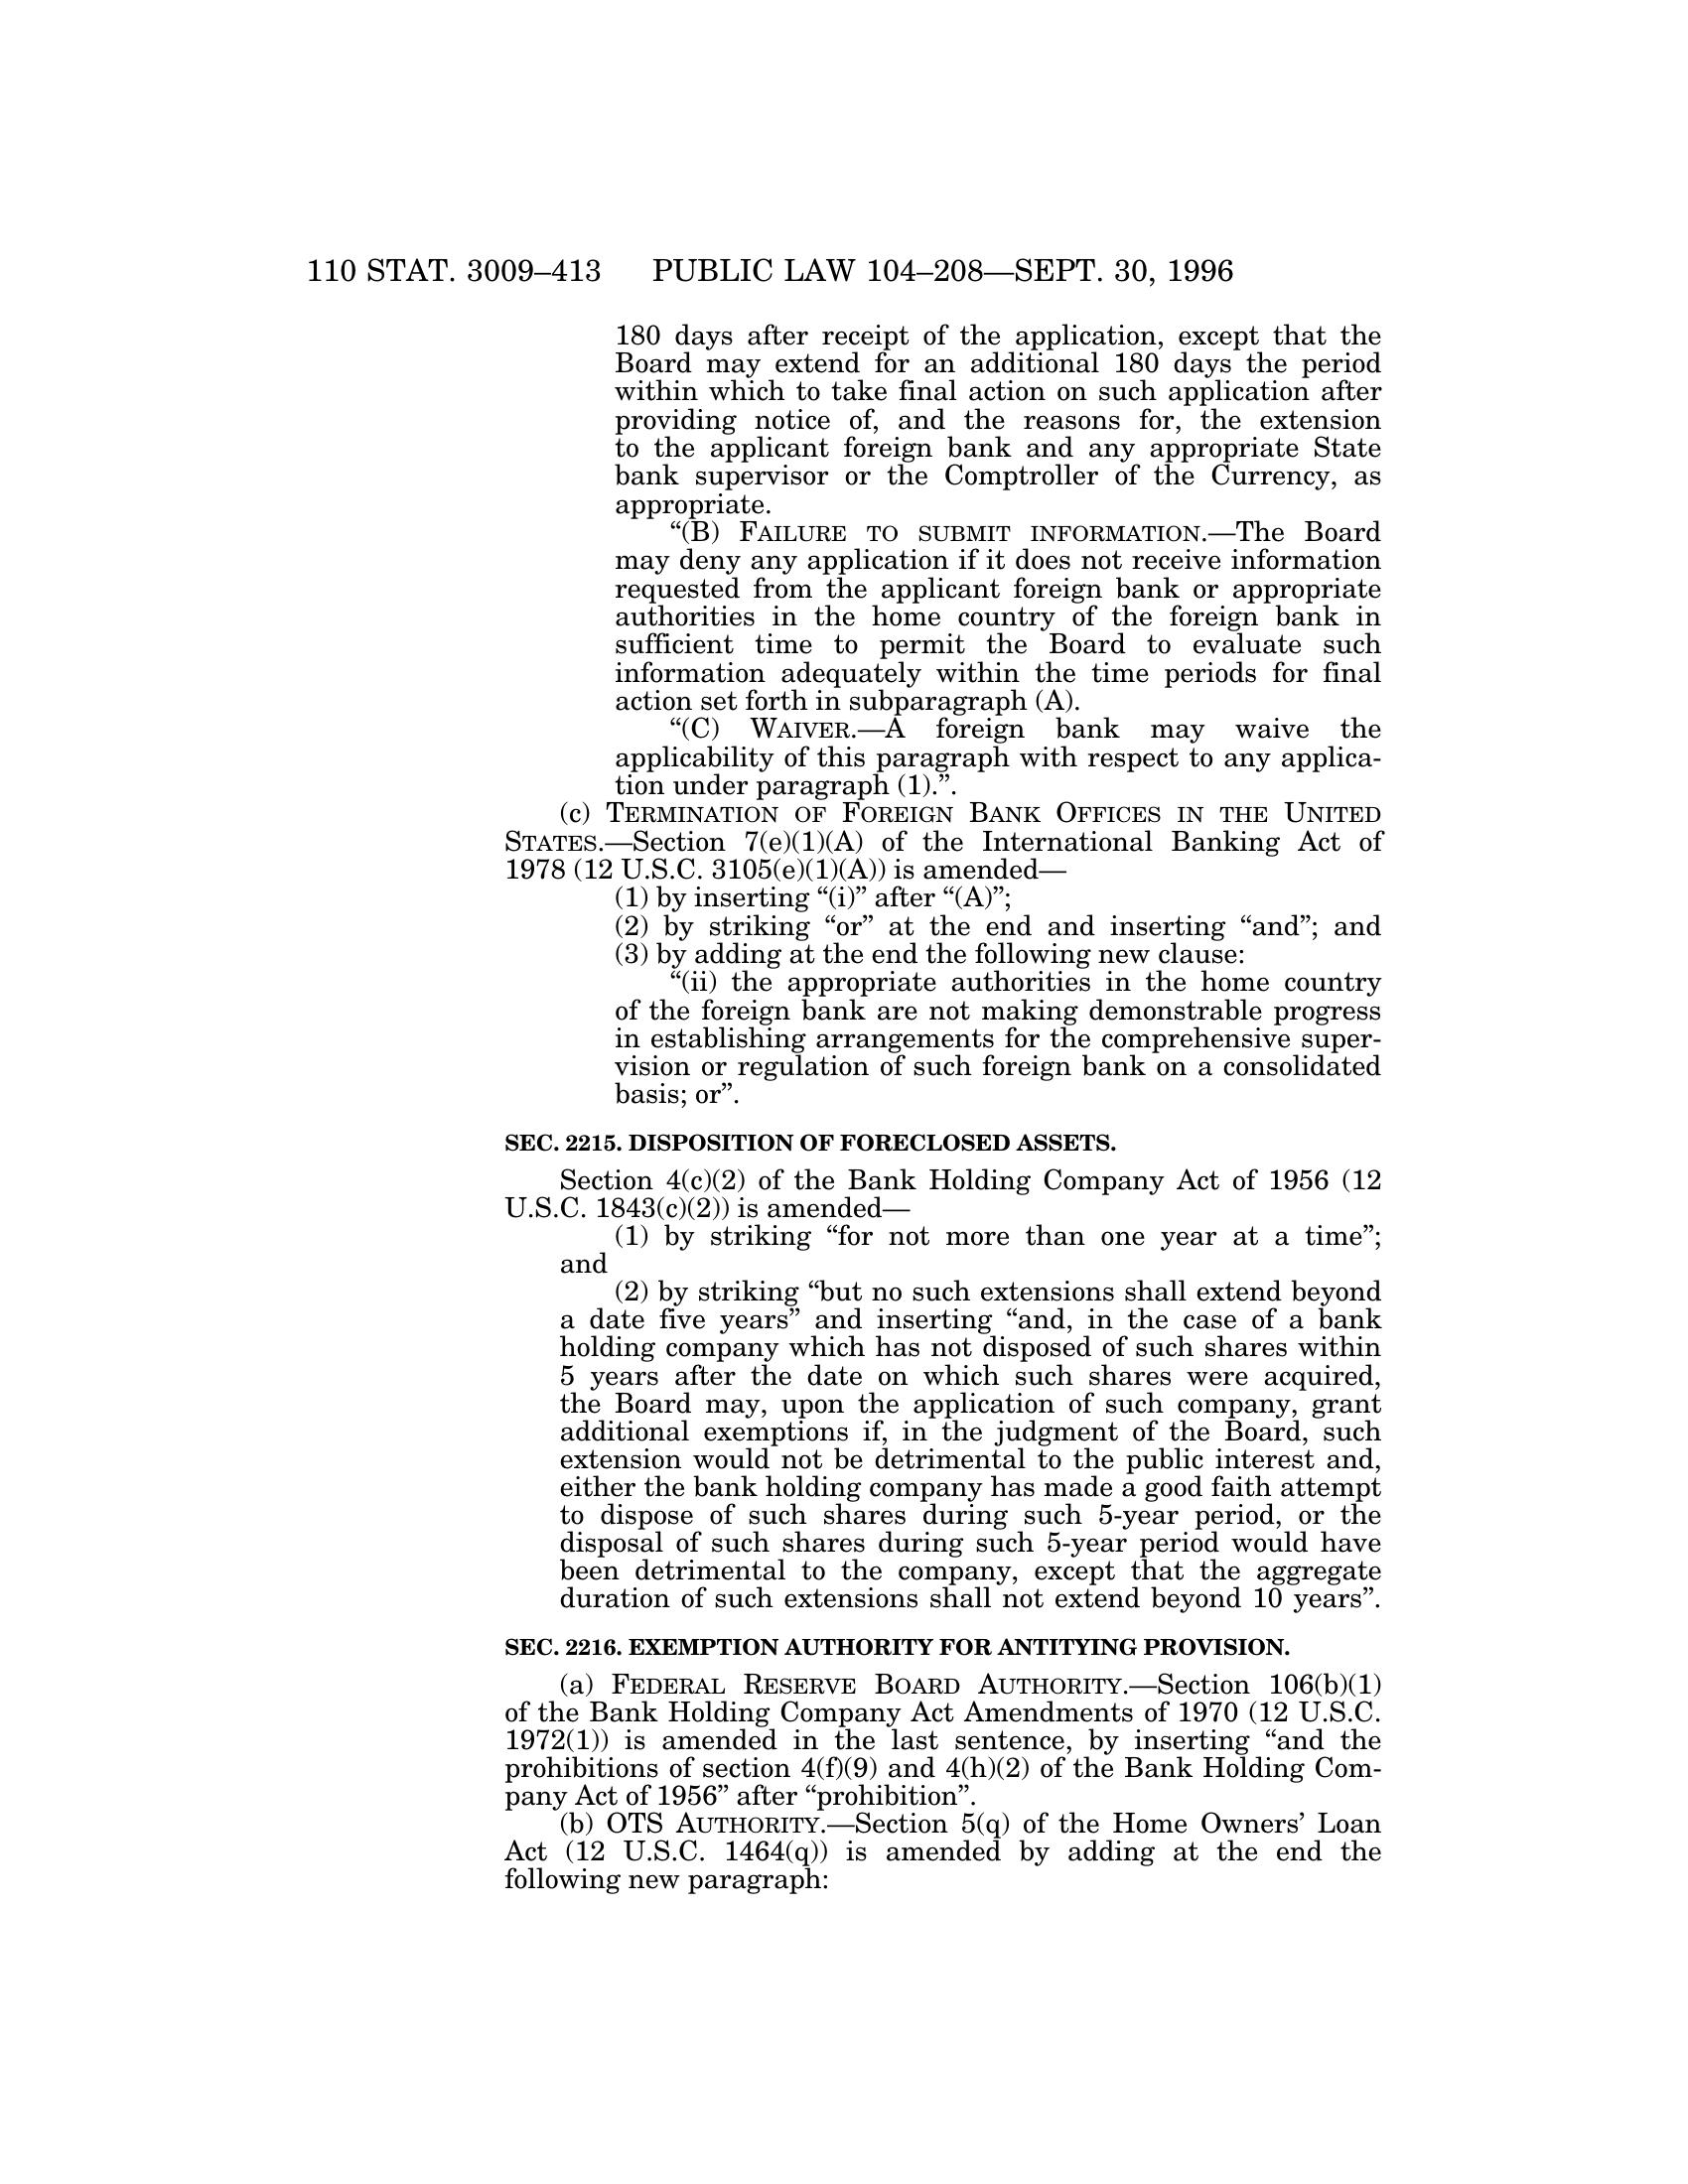 110 STAT. 3009–413 PUBLIC LAW 104–208—SEPT. 30, 1996
180 days after receipt of the application, except that the
Board may extend for an additional 180 days the period
within which to take final action on such application after
providing notice of, and the reasons for, the extension
to the applicant foreign bank and any appropriate State
bank supervisor or the Comptroller of the Currency, as
appropriate.
“(B) FAILURE TO SUBMIT INFORMATION.—The Board
may deny any application if it does not receive information
requested from the applicant foreign bank or appropriate
authorities in the home country of the foreign bank in
sufficient time to permit the Board to evaluate such
information adequately within the time periods for final
action set forth in subparagraph (A).
“(C) WAIVER.—A foreign bank may waive the
applicability of this paragraph with respect to any applica-
tion under paragraph (1).”.
(c) TERMINATION OF FOREIGN BANK OFFICES IN THE UNITED
STATES.—Section 7(e)(1)(A) of the International Banking Act of
1978 (12 U.S.C. 3105(e)(1)(A)) is amended—
(1) by inserting “(i)” after “(A)”;
(2) by striking “or” at the end and inserting “and”; and
(3) by adding at the end the following new clause:
“(ii) the appropriate authorities in the home country
of the foreign bank are not making demonstrable progress
in establishing arrangements for the comprehensive super-
vision or regulation of such foreign bank on a consolidated
basis; or”.
SEC. 2215. DISPOSITION OF FORECLOSED ASSETS.
Section 4(c)(2) of the Bank Holding Company Act of 1956 (12
U.S.C. 1843(c)(2)) is amended—
(1) by striking “for not more than one year at a time”;
and
(2) by striking “but no such extensions shall extend beyond
a date five years” and inserting “and, in the case of a bank
holding company which has not disposed of such shares within
5 years after the date on which such shares were acquired,
the Board may, upon the application of such company, grant
additional exemptions if, in the judgment of the Board, such
extension would not be detrimental to the public interest and,
either the bank holding company has made a good faith attempt
to dispose of such shares during such 5-year period, or the
disposal of such shares during such 5-year period would have
been detrimental to the company, except that the aggregate
duration of such extensions shall not extend beyond 10 years”.
SEC. 2216. EXEMPTION AUTHORITY FOR ANTITYING PROVISION.
(a) FEDERAL RESERVE BOARD AUTHORITY.—Section 106(b)(1)
of the Bank Holding Company Act Amendments of 1970 (12 U.S.C.
1972(1)) is amended in the last sentence, by inserting “and the
prohibitions of section 4(f)(9) and 4(h)(2) of the Bank Holding Com-
pany Act of 1956” after “prohibition”.
(b) OTS AUTHORITY.—Section 5(q) of the Home Owners’ Loan
Act (12 U.S.C. 1464(q)) is amended by adding at the end the
following new paragraph: